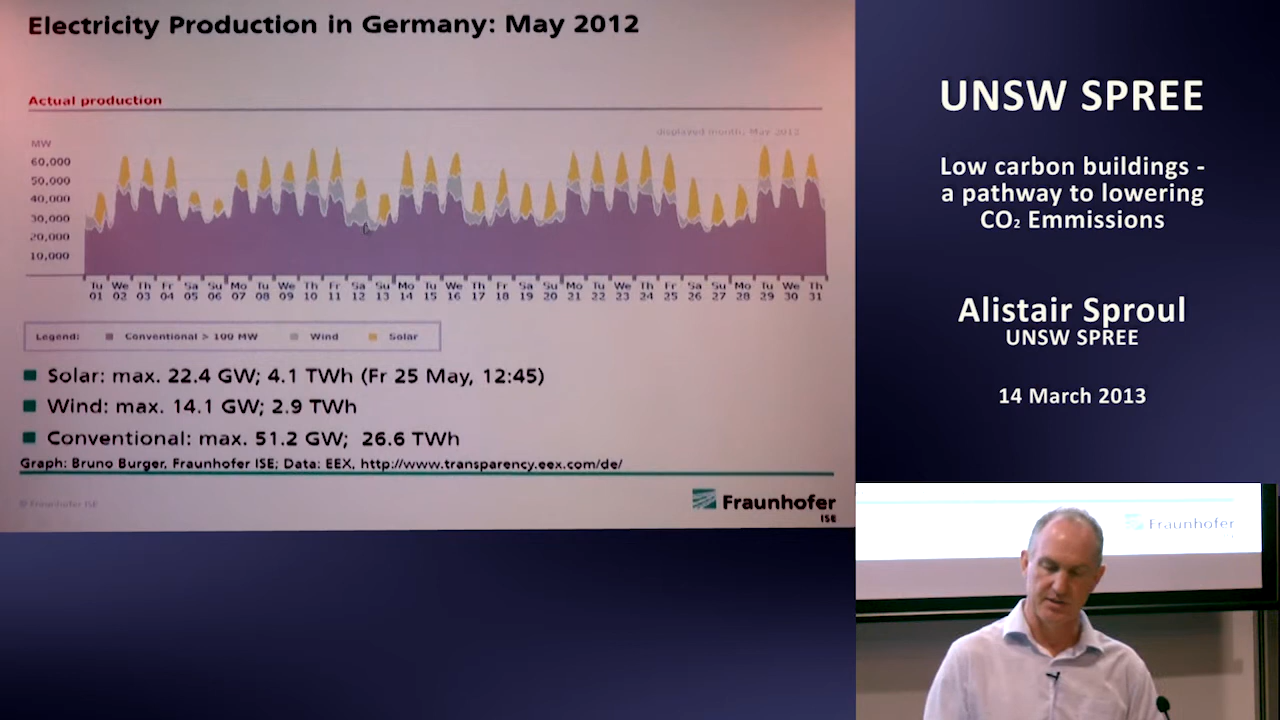 Electricity Production in Germany: May 2012
Actual production
displayed month, May 2012
MW
60,000
50,000
40,000
30,000
20,000
10,000
Tu We Th Fr Sa Su Mo Tu We Th Fr Sa Su Mo Tu We Th Fr Sa Su Mo Tu We Th Fr Sa Su Mo Tu We Th
01 02 03 04 05 06 07 08 09 10 11 12 13 14 15 16 17 18 19 20 21 22 23 24 25 26 27 28 29 30 31
Legend: Conventional > 100 MW Wind Solar
Solar: max. 22.4 GW; 4.1 TWh (Fr 25 May, 12:45)
Wind: max. 14.1 GW; 2.9 TWh
Conventional: max. 51.2 GW; 26.6 TWh
Graph: Bruno Burger, Fraunhofer ISE; Data: EEX, http://www.transparency.eex.com/de/
© Fraunhofer ISE
Fraunhofer
ISE
UNSW SPREE
Low carbon buildings -
a pathway to lowering
CO₂ Emmissions
Alistair Sproul
UNSW SPREE
14 March 2013
Fraunhofer